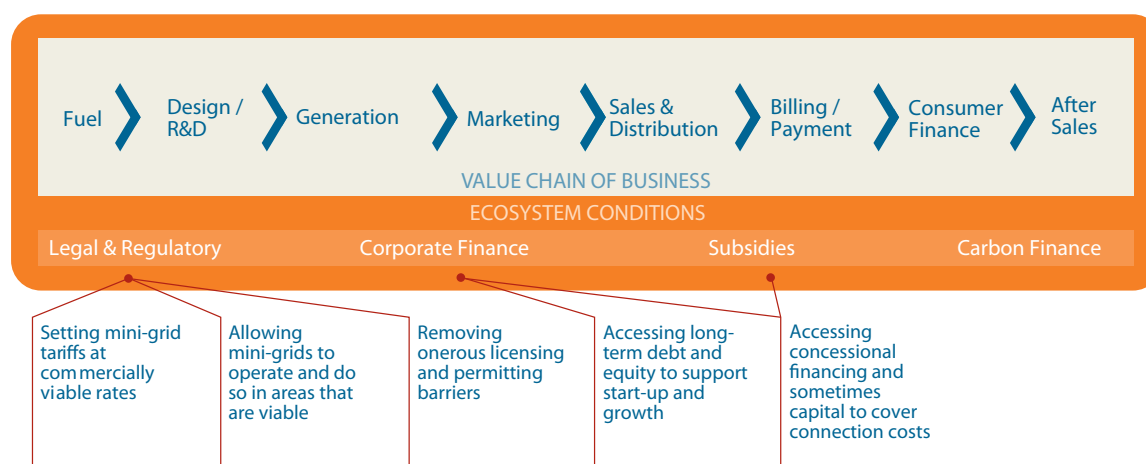 Fuel
Design /
R&D
Generation
Marketing
Sales &
Distribution
Billing /
Payment
Consumer
Finance
After
Sales
VALUE CHAIN OF BUSINESS
ECOSYSTEM CONDITIONS
Legal & Regulatory
Corporate Finance
Subsidies
Carbon Finance
Setting mini-grid
tariffs at
commercially
viable rates
Allowing
mini-grids to
operate and do
so in areas that
are viable
Removing
onerous licensing
and permitting
barriers
Accessing long-
term debt and
equity to support
start-up and
growth
Accessing
concessional
financing and
sometimes
capital to cover
connection costs